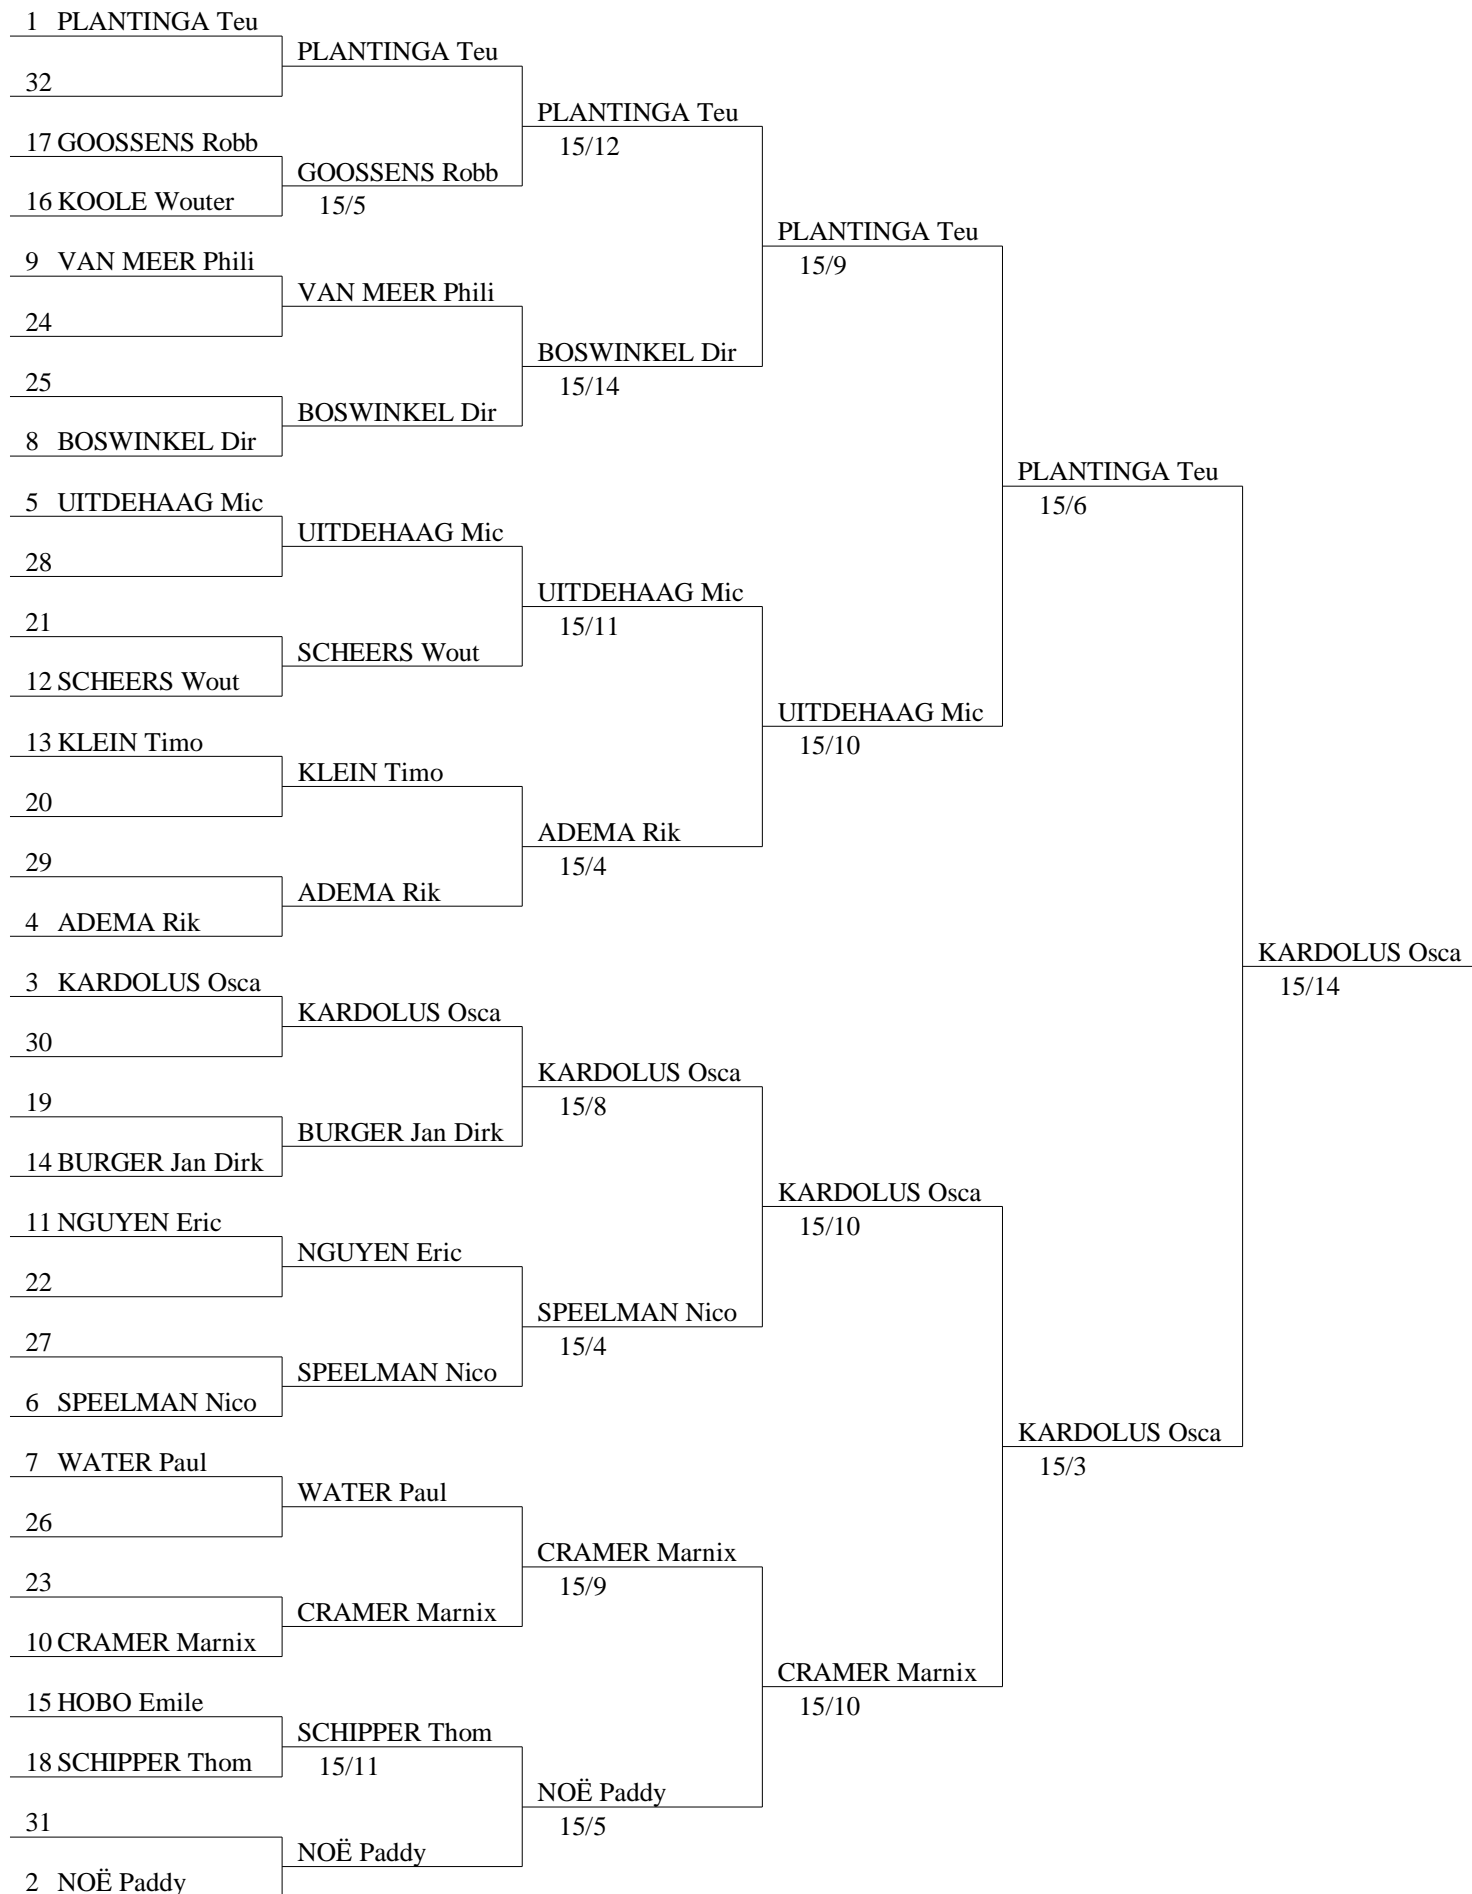 1 PLANTINGA Teu
32
17 GOOSSENS Robb
16 KOOLE Wouter
9 VAN MEER Phili
24
25
8 BOSWINKEL Dir
5 UITDEHAAG Mic
28
21
12 SCHEERS Wout
13 KLEIN Timo
20
29
4 ADEMA Rik
3 KARDOLUS Osca
30
19
14 BURGER Jan Dirk
11 NGUYEN Eric
22
27
6 SPEELMAN Nico
7 WATER Paul
26
23
10 CRAMER Marnix
15 HOBO Emile
18 SCHIPPER Thom
31
2 NOË Paddy
PLANTINGA Teu
GOOSSENS Robb
15/5
VAN MEER Phili
BOSWINKEL Dir
UITDEHAAG Mic
SCHEERS Wout
KLEIN Timo
ADEMA Rik
KARDOLUS Osca
BURGER Jan Dirk
NGUYEN Eric
SPEELMAN Nico
WATER Paul
CRAMER Marnix
SCHIPPER Thom
15/11
NOË Paddy
PLANTINGA Teu
15/12
BOSWINKEL Dir
15/14
UITDEHAAG Mic
15/11
ADEMA Rik
15/4
KARDOLUS Osca
15/8
SPEELMAN Nico
15/4
CRAMER Marnix
15/9
NOË Paddy
15/5
PLANTINGA Teu
15/9
UITDEHAAG Mic
15/10
KARDOLUS Osca
15/10
CRAMER Marnix
15/10
PLANTINGA Teu
15/6
KARDOLUS Osca
15/3
KARDOLUS Osca
15/14